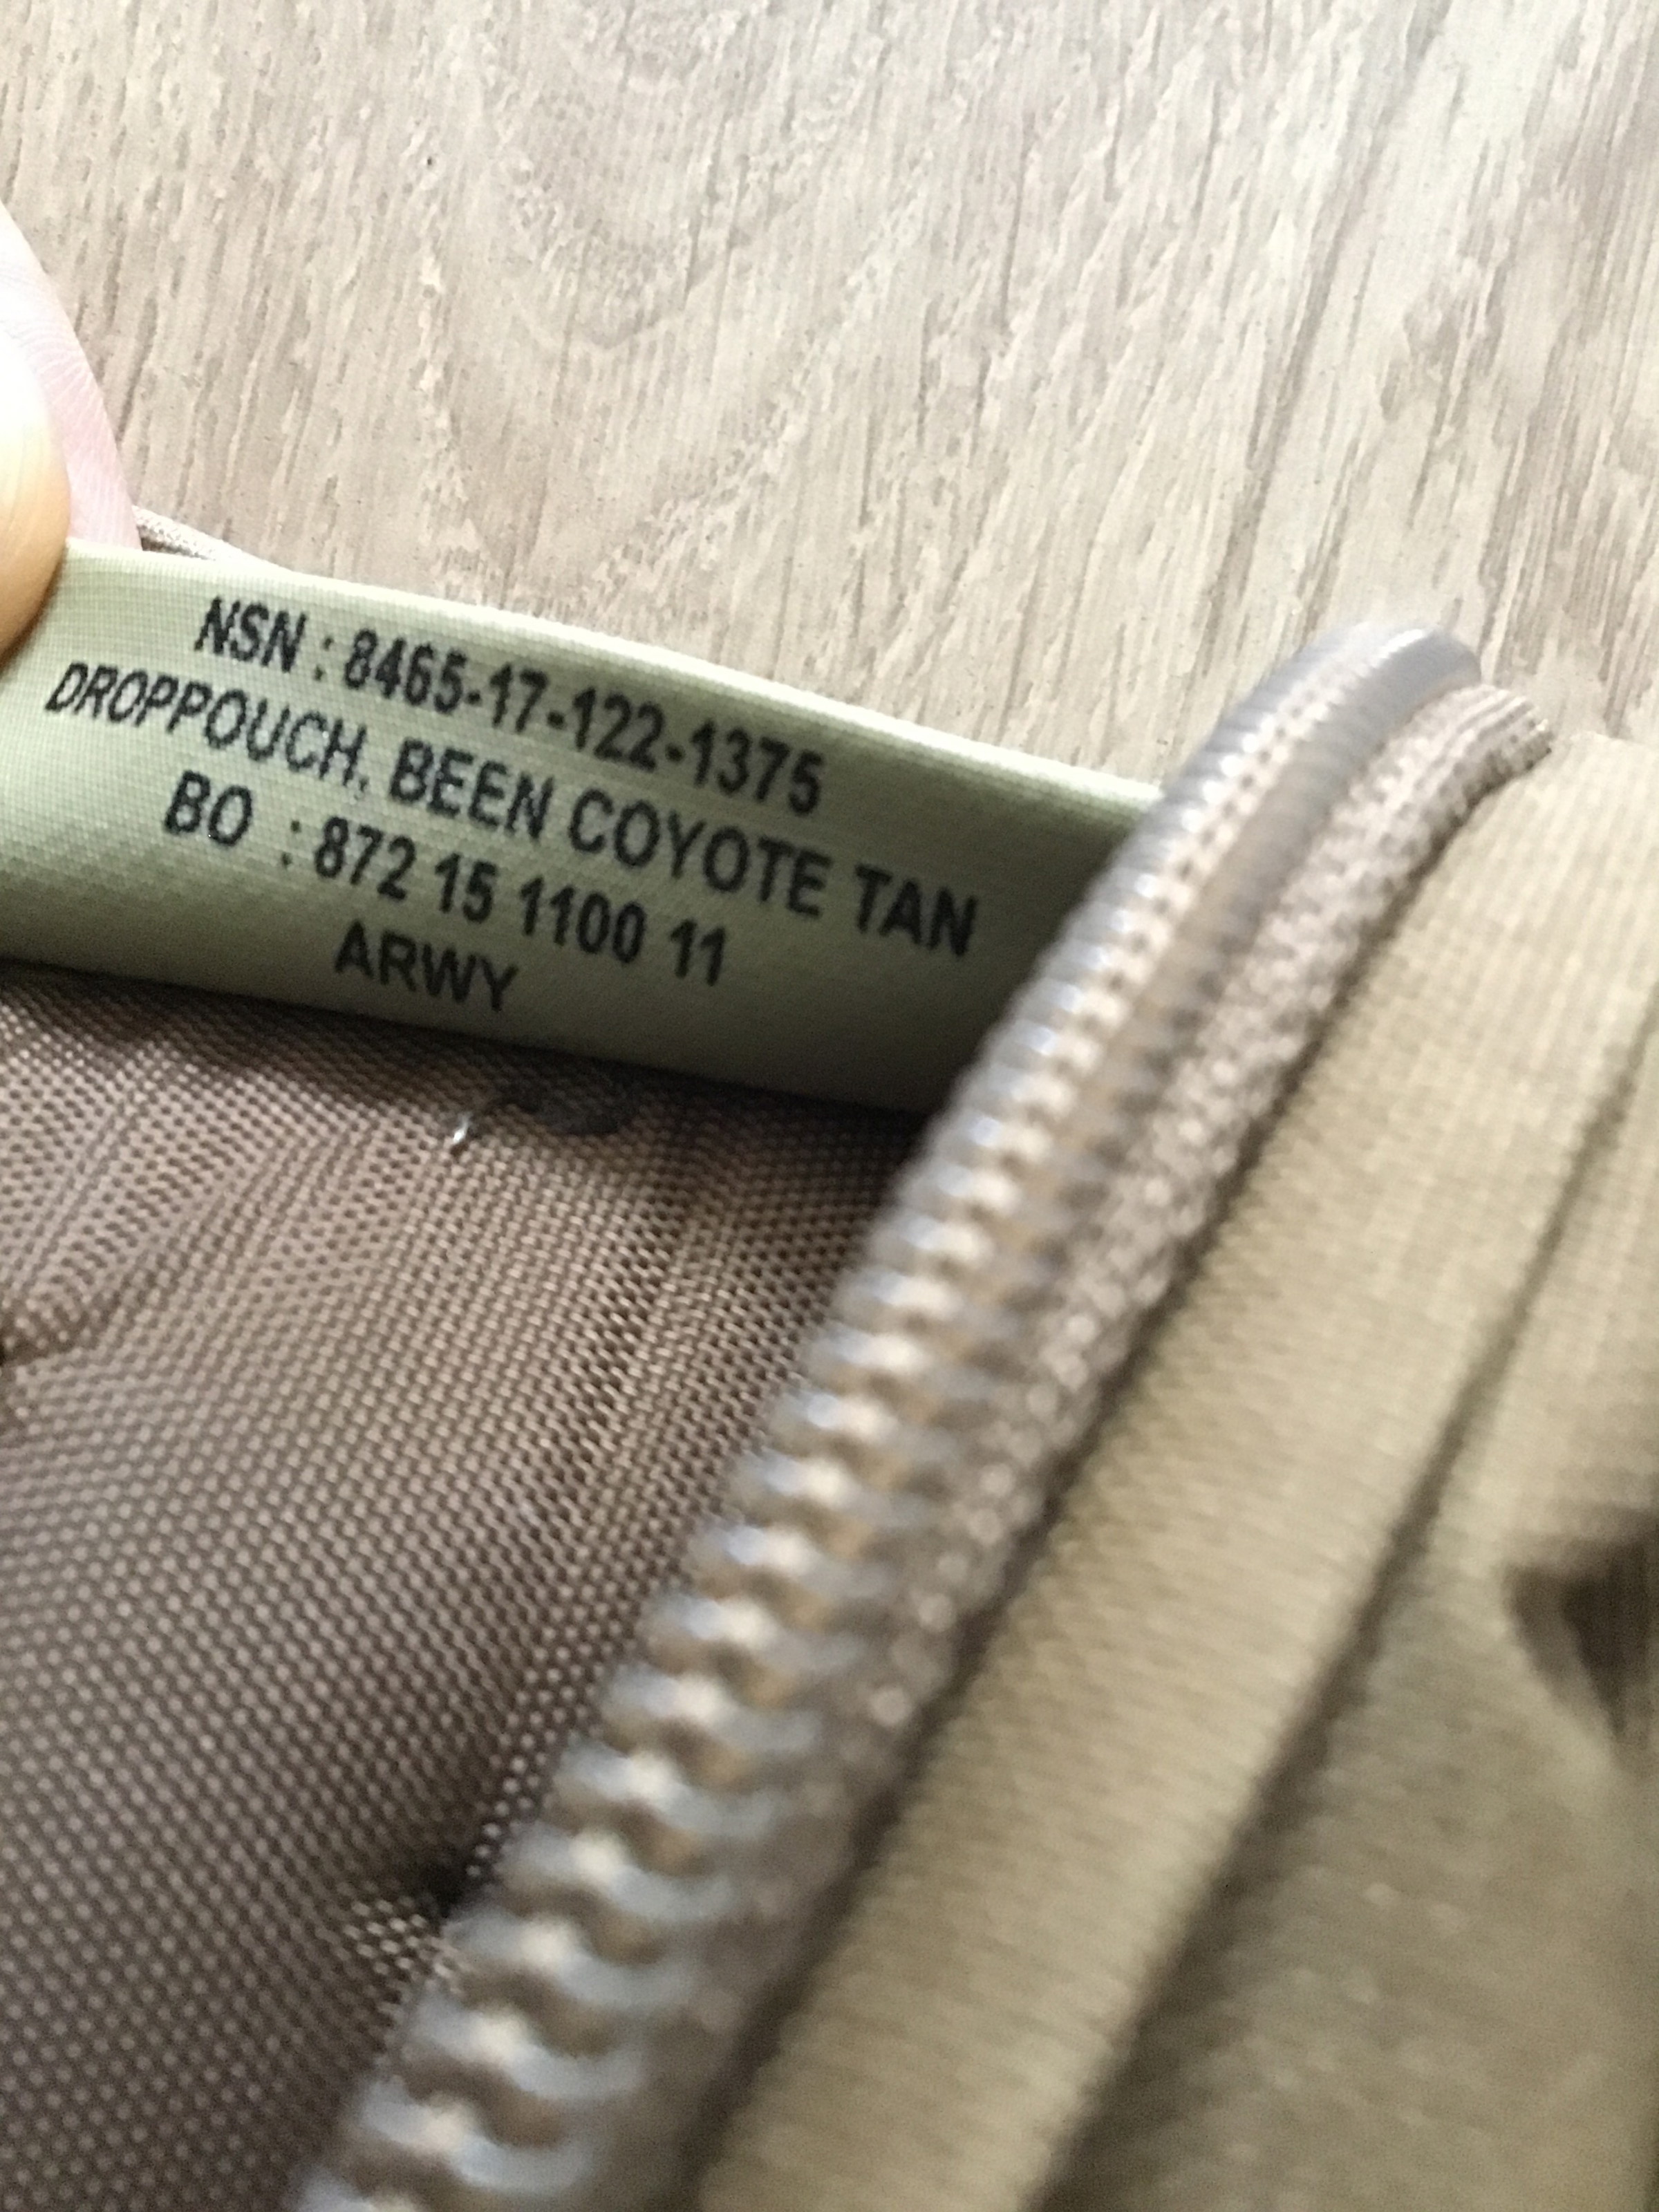 NSN : 8465-17-122-1375
DROPPOUCH, BEEN COYOTE TAN
BO : 872 15 1100 11
ARWY